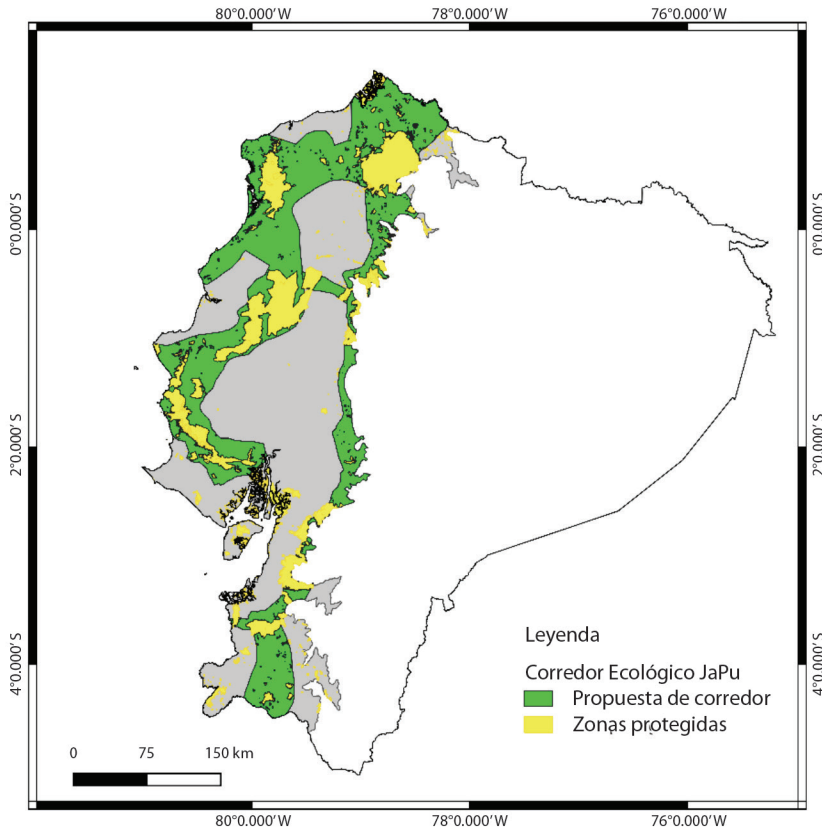 80°0.000'W 78°0.000'W 76°0.000'W
0°0.000'S 0°0.000'S
2°0.000'S 2°0.000'S
4°0.000'S 4°0.000'S
Leyenda
Corredor Ecológico JaPu
Propuesta de corredor
Zonas protegidas
0 75 150 km
80°0.000'W 78°0.000'W 76°0.000'W